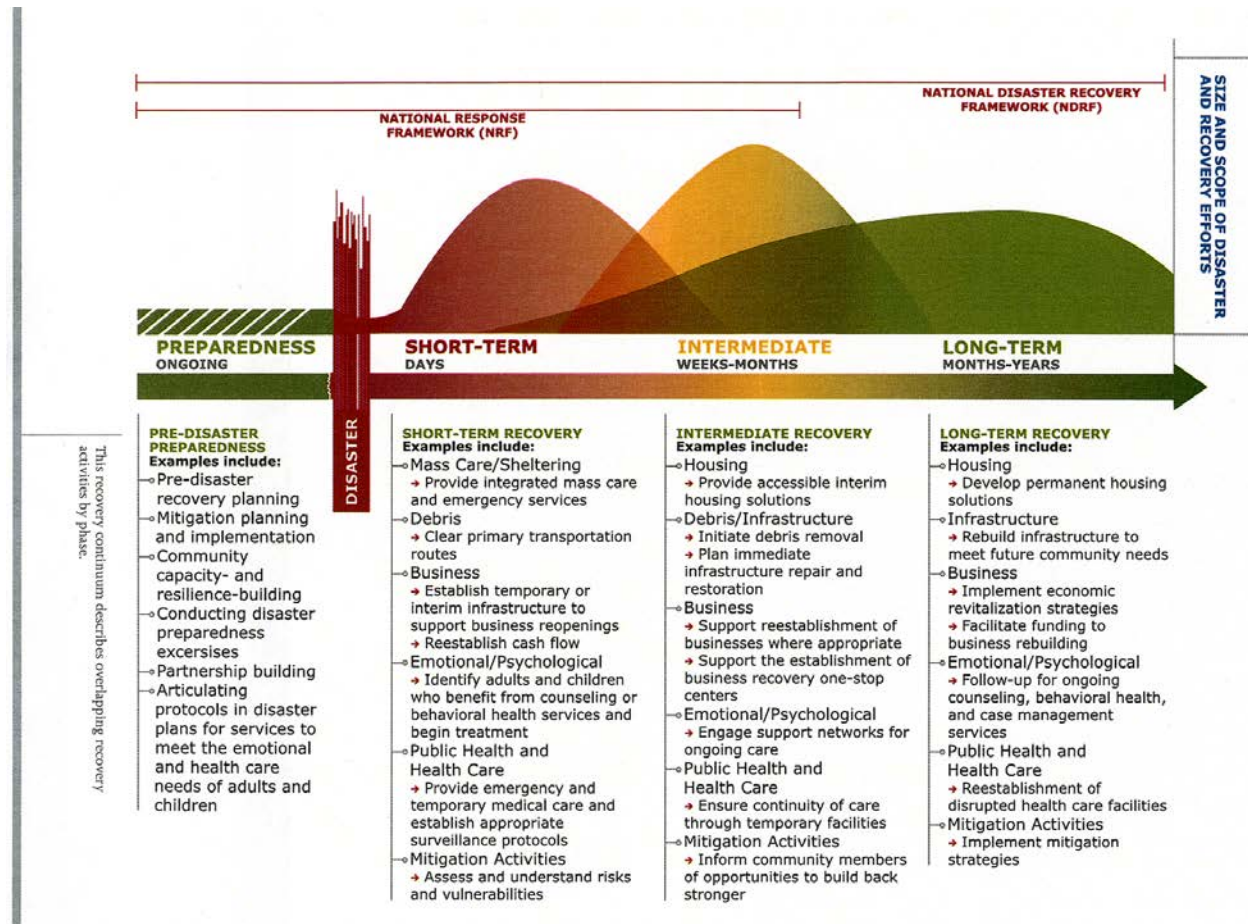 NATIONAL DISASTER RECOVERY
FRAMEWORK (NDRF)
NATIONAL RESPONSE
FRAMEWORK (NRF)
SIZE AND SCOPE OF DISASTER
AND RECOVERY EFFORTS
PREPAREDNESS
ONGOING
SHORT-TERM
DAYS
INTERMEDIATE
WEEKS-MONTHS
LONG-TERM
MONTHS-YEARS
DISASTER
This recovery continuum describes overlapping recovery
activities by phase.
PRE-DISASTER
PREPAREDNESS
Examples include:
Pre-disaster
recovery planning
Mitigation planning
and implementation
Community
capacity- and
resilience-building
Conducting disaster
preparedness
excersises
Partnership building
Articulating
protocols in disaster
plans for services to
meet the emotional
and health care
needs of adults and
children
SHORT-TERM RECOVERY
Examples include:
Mass Care/Sheltering
→ Provide integrated mass care
and emergency services
Debris
→ Clear primary transportation
routes
Business
→ Establish temporary or
interim infrastructure to
support business reopenings
→ Reestablish cash flow
Emotional/Psychological
→ Identify adults and children
who benefit from counseling or
behavioral health services and
begin treatment
Public Health and
Health Care
→ Provide emergency and
temporary medical care and
establish appropriate
surveillance protocols
Mitigation Activities
→ Assess and understand risks
and vulnerabilities
INTERMEDIATE RECOVERY
Examples include:
Housing
→ Provide accessible interim
housing solutions
Debris/Infrastructure
→ Initiate debris removal
→ Plan immediate
infrastructure repair and
restoration
Business
→ Support reestablishment of
businesses where appropriate
→ Support the establishment of
business recovery one-stop
centers
Emotional/Psychological
→ Engage support networks for
ongoing care
Public Health and
Health Care
→ Ensure continuity of care
through temporary facilities
Mitigation Activities
→ Inform community members
of opportunities to build back
stronger
LONG-TERM RECOVERY
Examples include:
Housing
→ Develop permanent housing
solutions
Infrastructure
→ Rebuild infrastructure to
meet future community needs
Business
→ Implement economic
revitalization strategies
→ Facilitate funding to
business rebuilding
Emotional/Psychological
→ Follow-up for ongoing
counseling, behavioral health,
and case management
services
Public Health and
Health Care
→ Reestablishment of
disrupted health care facilities
Mitigation Activities
→ Implement mitigation
strategies